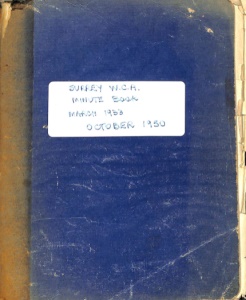 SURREY W.C.A.
MINUTE BOOK
MARCH 1933
OCTOBER 1950